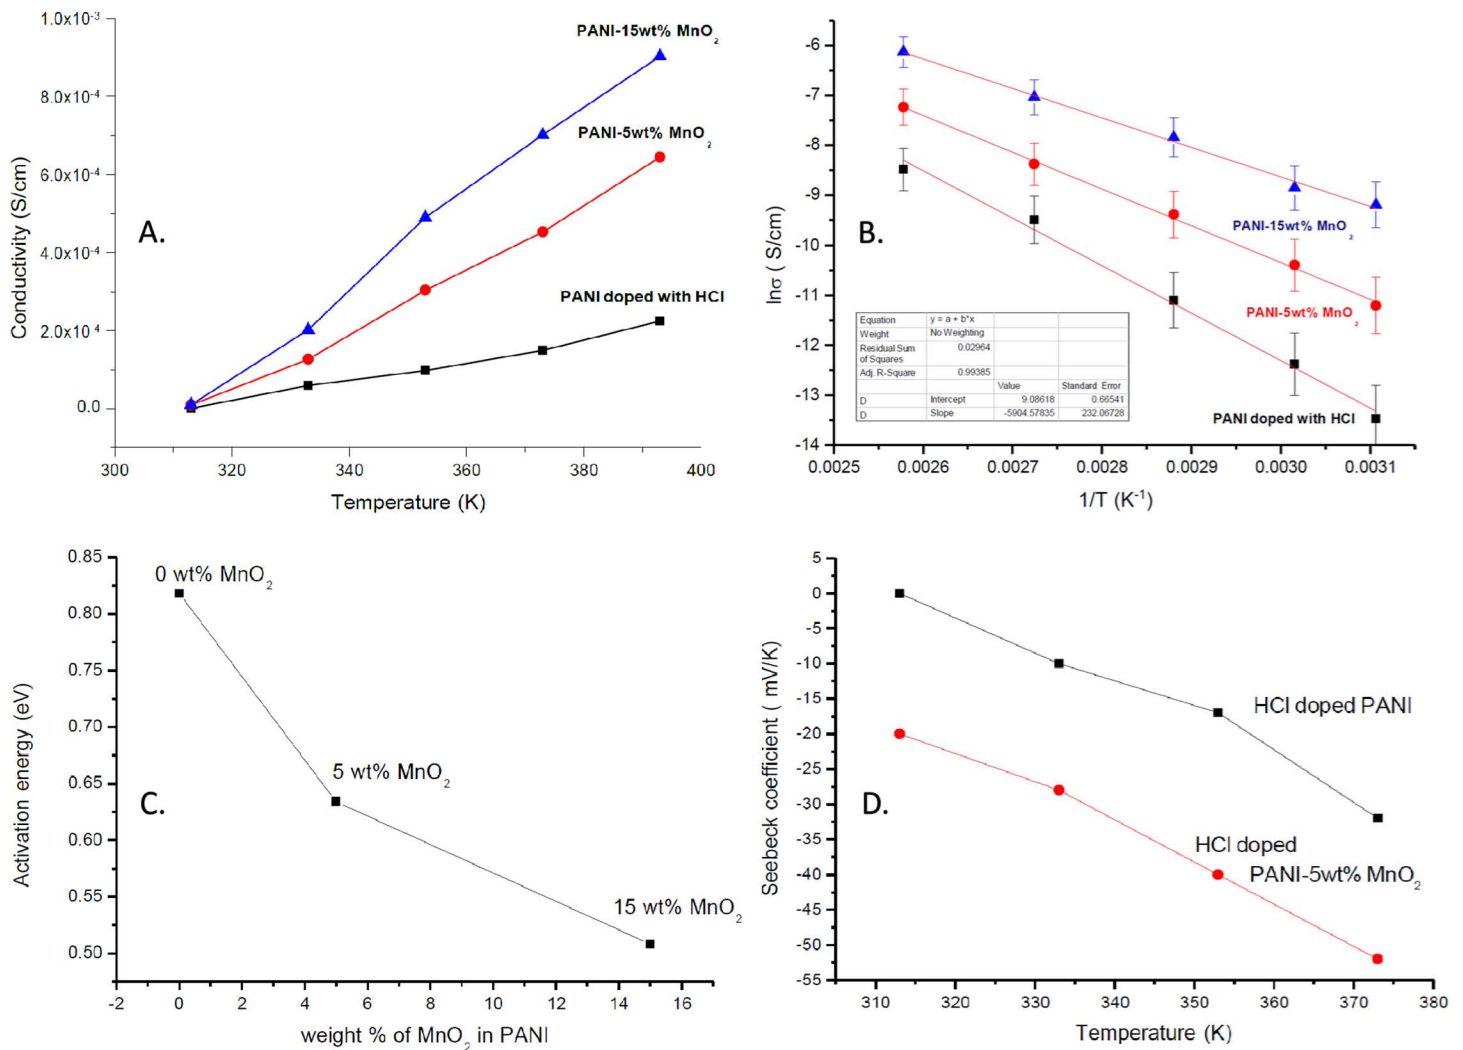 1.0x10⁻³
8.0x10⁻⁴
6.0x10⁻⁴
4.0x10⁻⁴
2.0x10⁻⁴
0.0
Conductivity (S/cm)
A.
PANI-15wt% MnO₂
PANI-5wt% MnO₂
PANI doped with HCl
300 320 340 360 380 400
Temperature (K)
-6
-7
-8
-9
-10
-11
-12
-13
-14
lnσ ( S/cm)
B.
PANI-15wt% MnO₂
PANI-5wt% MnO₂
PANI doped with HCl
Equation y = a + b*x
Weight No Weighting
Residual Sum
of Squares 0.02964
Adj. R-Square 0.99385
Value Standard Error
D Intercept 9.08618 0.66541
D Slope -5904.57835 232.06728
0.0025 0.0026 0.0027 0.0028 0.0029 0.0030 0.0031
1/T (K⁻¹)
0.85
0.80
0.75
0.70
0.65
0.60
0.55
0.50
Activation energy (eV)
C.
0 wt% MnO₂
5 wt% MnO₂
15 wt% MnO₂
-2 0 2 4 6 8 10 12 14 16
weight % of MnO₂ in PANI
5
0
-5
-10
-15
-20
-25
-30
-35
-40
-45
-50
-55
Seebeck coefficient ( mV/K)
D.
HCl doped PANI
HCl doped
PANI-5wt% MnO₂
310 320 330 340 350 360 370 380
Temperature (K)